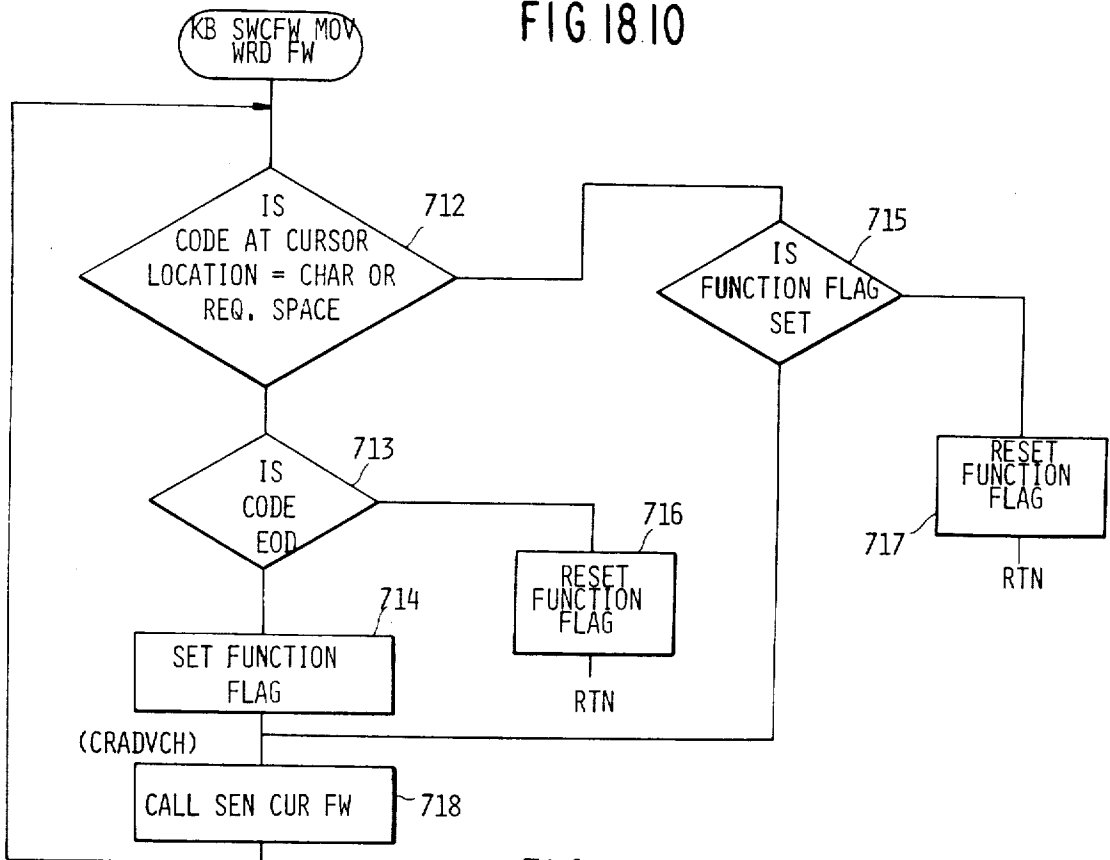 FIG 18.10
KB SWCFW MOV
WRD FW
IS
CODE AT CURSOR
LOCATION = CHAR OR
REQ. SPACE
712
IS
FUNCTION FLAG
SET
715
IS
CODE
EOD
713
RESET
FUNCTION
FLAG
717
RTN
RESET
FUNCTION
FLAG
716
RTN
714
SET FUNCTION
FLAG
(CRADVCH)
CALL SEN CUR FW
718